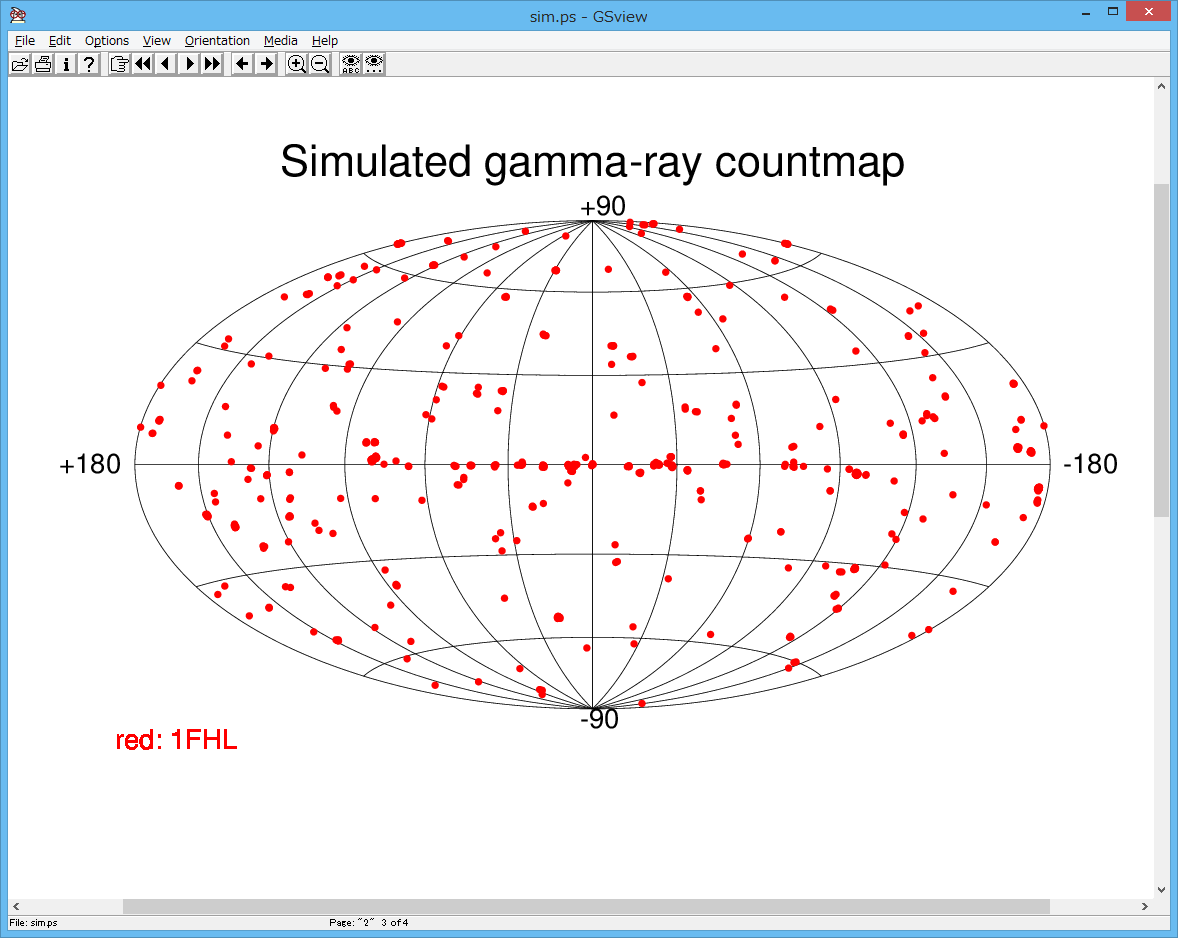 sim.ps - GSview
File Edit Options View Orientation Media Help
ABC
Simulated gamma-ray countmap
+90
+180
-180
-90
red: 1FHL
File: sim.ps Page: "2" 3 of 4